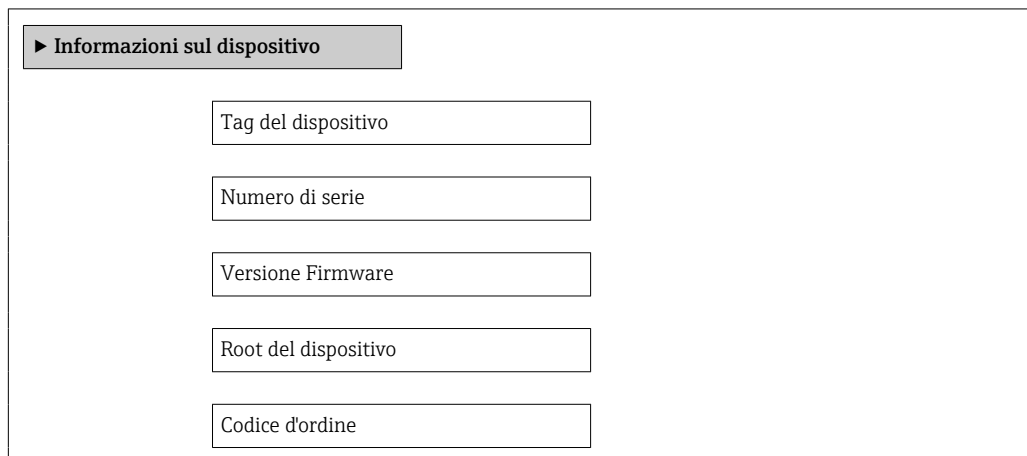 ▶ Informazioni sul dispositivo
Tag del dispositivo
Numero di serie
Versione Firmware
Root del dispositivo
Codice d'ordine